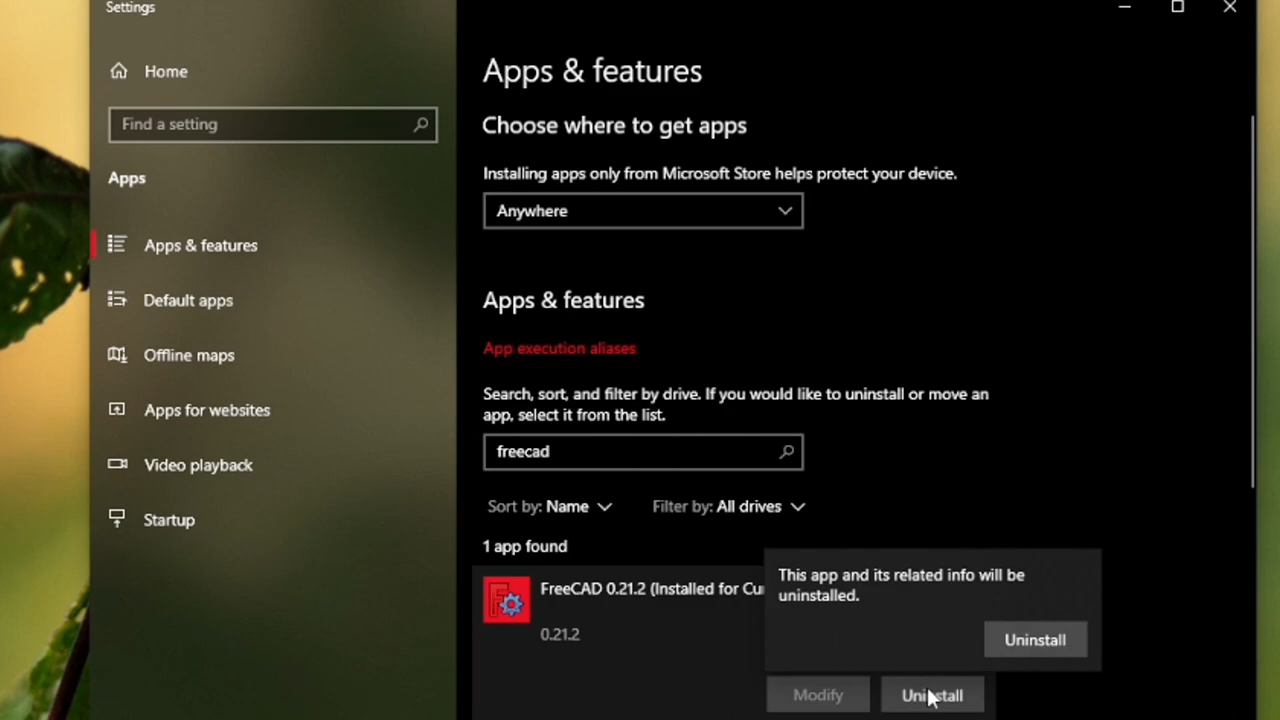 Settings
Home
Find a setting
Apps
Apps & features
Default apps
Offline maps
Apps for websites
Video playback
Startup
Apps & features
Choose where to get apps
Installing apps only from Microsoft Store helps protect your device.
Anywhere
Apps & features
App execution aliases
Search, sort, and filter by drive. If you would like to uninstall or move an
app, select it from the list.
freecad
Sort by: Name
Filter by: All drives
1 app found
FreeCAD 0.21.2 (Installed for Cu
0.21.2
This app and its related info will be
uninstalled.
Uninstall
Modify
Uninstall